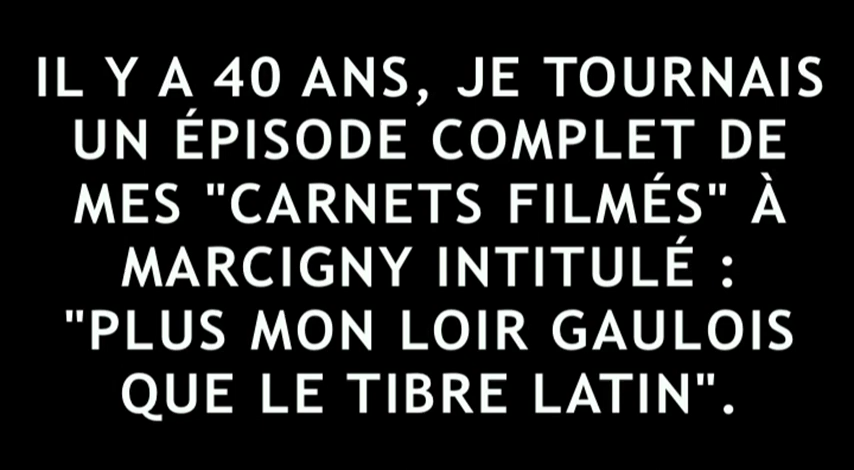 IL Y A 40 ANS, JE TOURNAIS
UN ÉPISODE COMPLET DE
MES "CARNETS FILMÉS" À
MARCIGNY INTITULÉ :
"PLUS MON LOIR GAULOIS
QUE LE TIBRE LATIN".